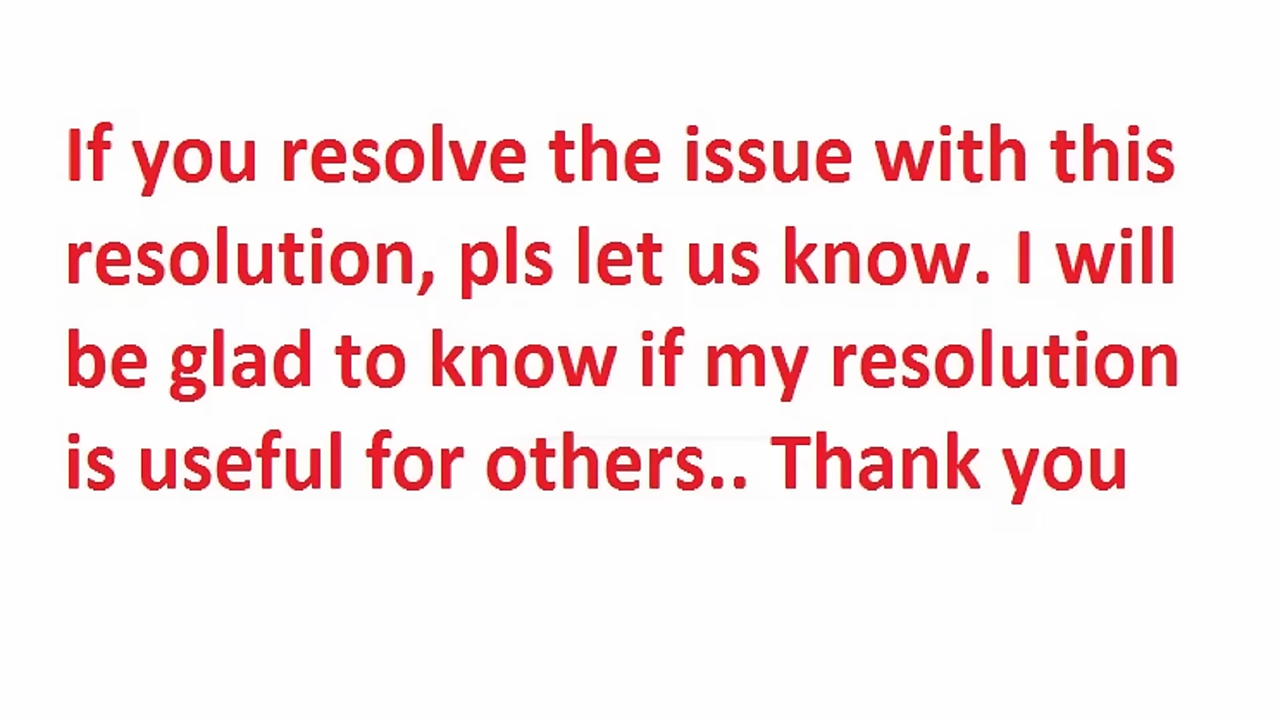 If you resolve the issue with this
resolution, pls let us know. I will
be glad to know if my resolution
is useful for others.. Thank you